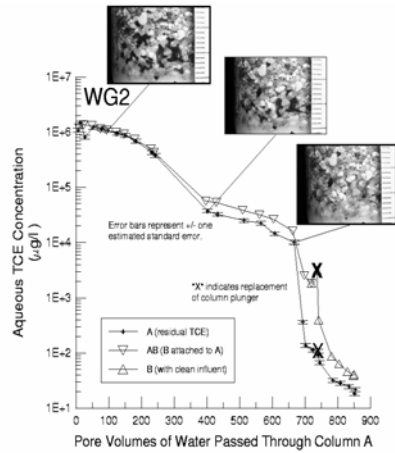 WG2
1E+7
1E+6
1E+5
1E+4
1E+3
1E+2
1E+1
Aqueous TCE Concentration
(μg/l)
Error bars represent +/- one
estimated standard error.
"X" indicates replacement
of column plunger
A (residual TCE)
AB (B attached to A)
B (with clean influent)
0 100 200 300 400 500 600 700 800 900
Pore Volumes of Water Passed Through Column A
X
X